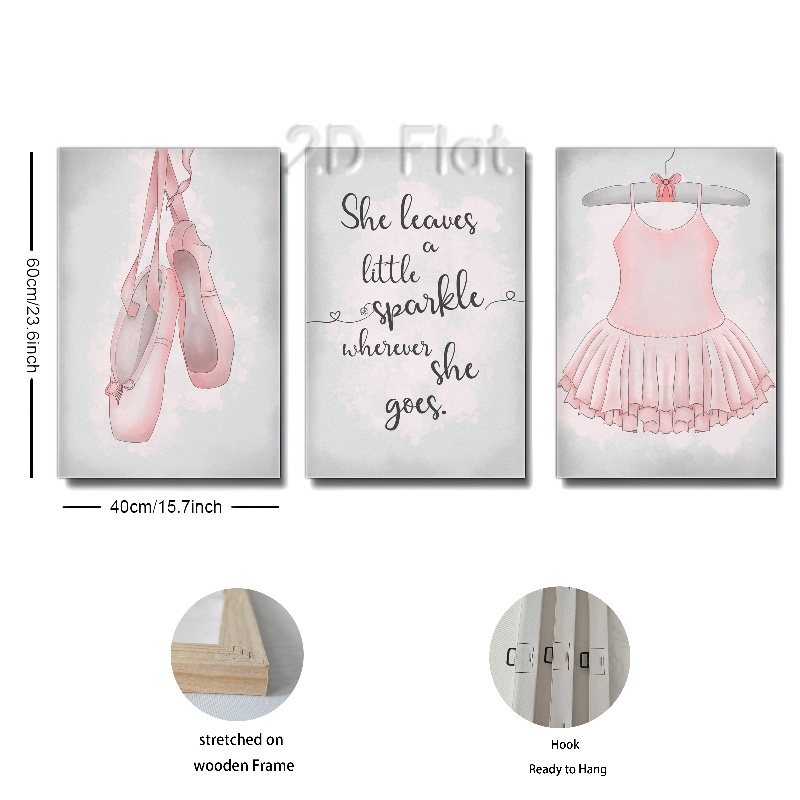 2.D Flat
She leaves
a
little
sparkle
wherever
she
goes.
60cm/23.6inch
40cm/15.7inch
stretched on
wooden Frame
Hook
Ready to Hang